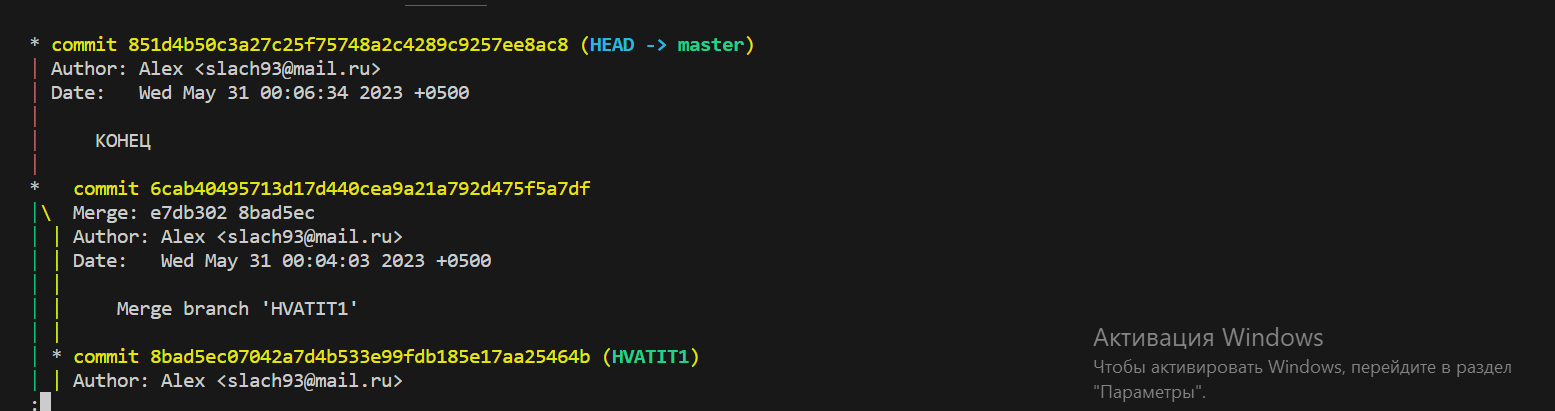 * commit 851d4b50c3a27c25f75748a2c4289c9257ee8ac8 (HEAD -> master)
| Author: Alex <slach93@mail.ru>
| Date:   Wed May 31 00:06:34 2023 +0500
|
|     КОНЕЦ
|
*   commit 6cab40495713d17d440cea9a21a792d475f5a7df
|\  Merge: e7db302 8bad5ec
| | Author: Alex <slach93@mail.ru>
| | Date:   Wed May 31 00:04:03 2023 +0500
| |
| |     Merge branch 'HVATIT1'
| |
| * commit 8bad5ec07042a7d4b533e99fdb185e17aa25464b (HVATIT1)
| | Author: Alex <slach93@mail.ru>
:
Активация Windows
Чтобы активировать Windows, перейдите в раздел
"Параметры".